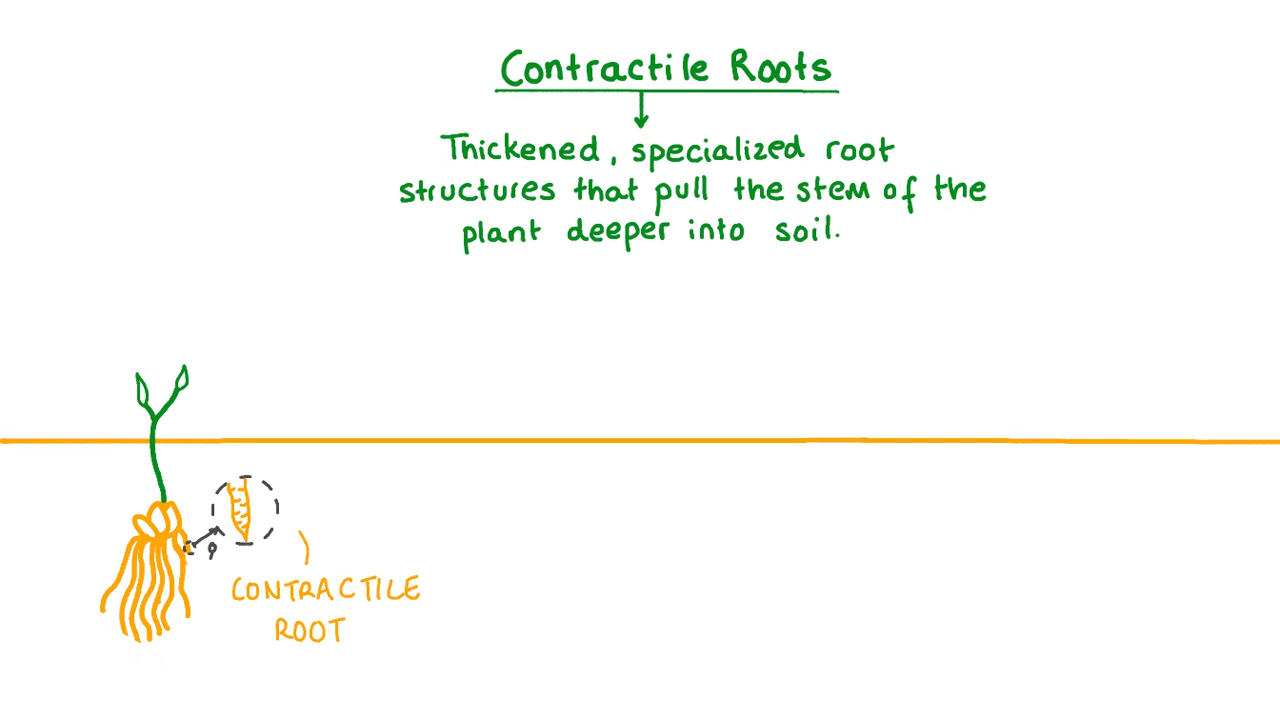 Contractile Roots
Thickened, specialized root
structures that pull the stem of the
plant deeper into soil.
CONTRACTILE
ROOT